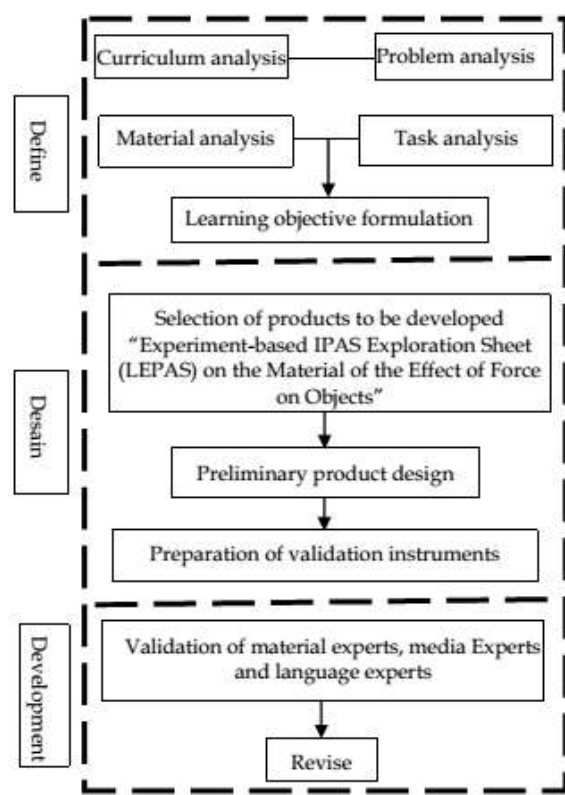 Define
Curriculum analysis
Problem analysis
Material analysis
Task analysis
Learning objective formulation
Desain
Selection of products to be developed
“Experiment-based IPAS Exploration Sheet
(LEPAS) on the Material of the Effect of Force
on Objects”
Preliminary product design
Preparation of validation instruments
Development
Validation of material experts, media Experts
and language experts
Revise